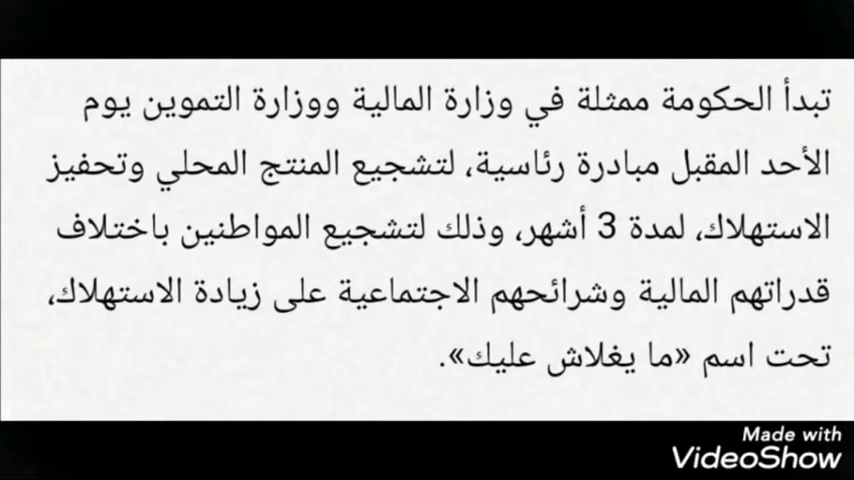 تبدأ الحكومة ممثلة في وزارة المالية ووزارة التموين يوم
الأحد المقبل مبادرة رئاسية، لتشجيع المنتج المحلي وتحفيز
الاستهلاك، لمدة 3 أشهر، وذلك لتشجيع المواطنين باختلاف
قدراتهم المالية وشرائحهم الاجتماعية على زيادة الاستهلاك،
تحت اسم «ما يغلاش عليك».
Made with
VideoShow